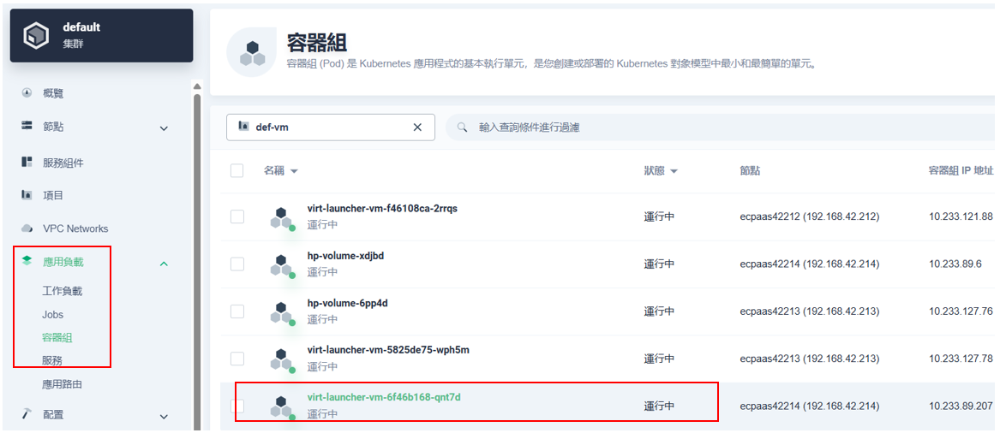 default
集群
概覽
節點
服務組件
項目
VPC Networks
應用負載
工作負載
Jobs
容器組
服務
應用路由
配置
容器組
容器組 (Pod) 是 Kubernetes 應用程式的基本執行單元，是您創建或部署的 Kubernetes 對象模型中最小和最簡單的單元。
def-vm
輸入查詢條件進行過濾
名稱 狀態 節點 容器組 IP 地址
virt-launcher-vm-f46108ca-2rrqs
運行中 運行中 ecpaas42212 (192.168.42.212) 10.233.121.88
hp-volume-xdjbd
運行中 運行中 ecpaas42214 (192.168.42.214) 10.233.89.6
hp-volume-6pp4d
運行中 運行中 ecpaas42213 (192.168.42.213) 10.233.127.76
virt-launcher-vm-5825de75-wph5m
運行中 運行中 ecpaas42213 (192.168.42.213) 10.233.127.78
virt-launcher-vm-6f46b168-qnt7d
運行中 運行中 ecpaas42214 (192.168.42.214) 10.233.89.207